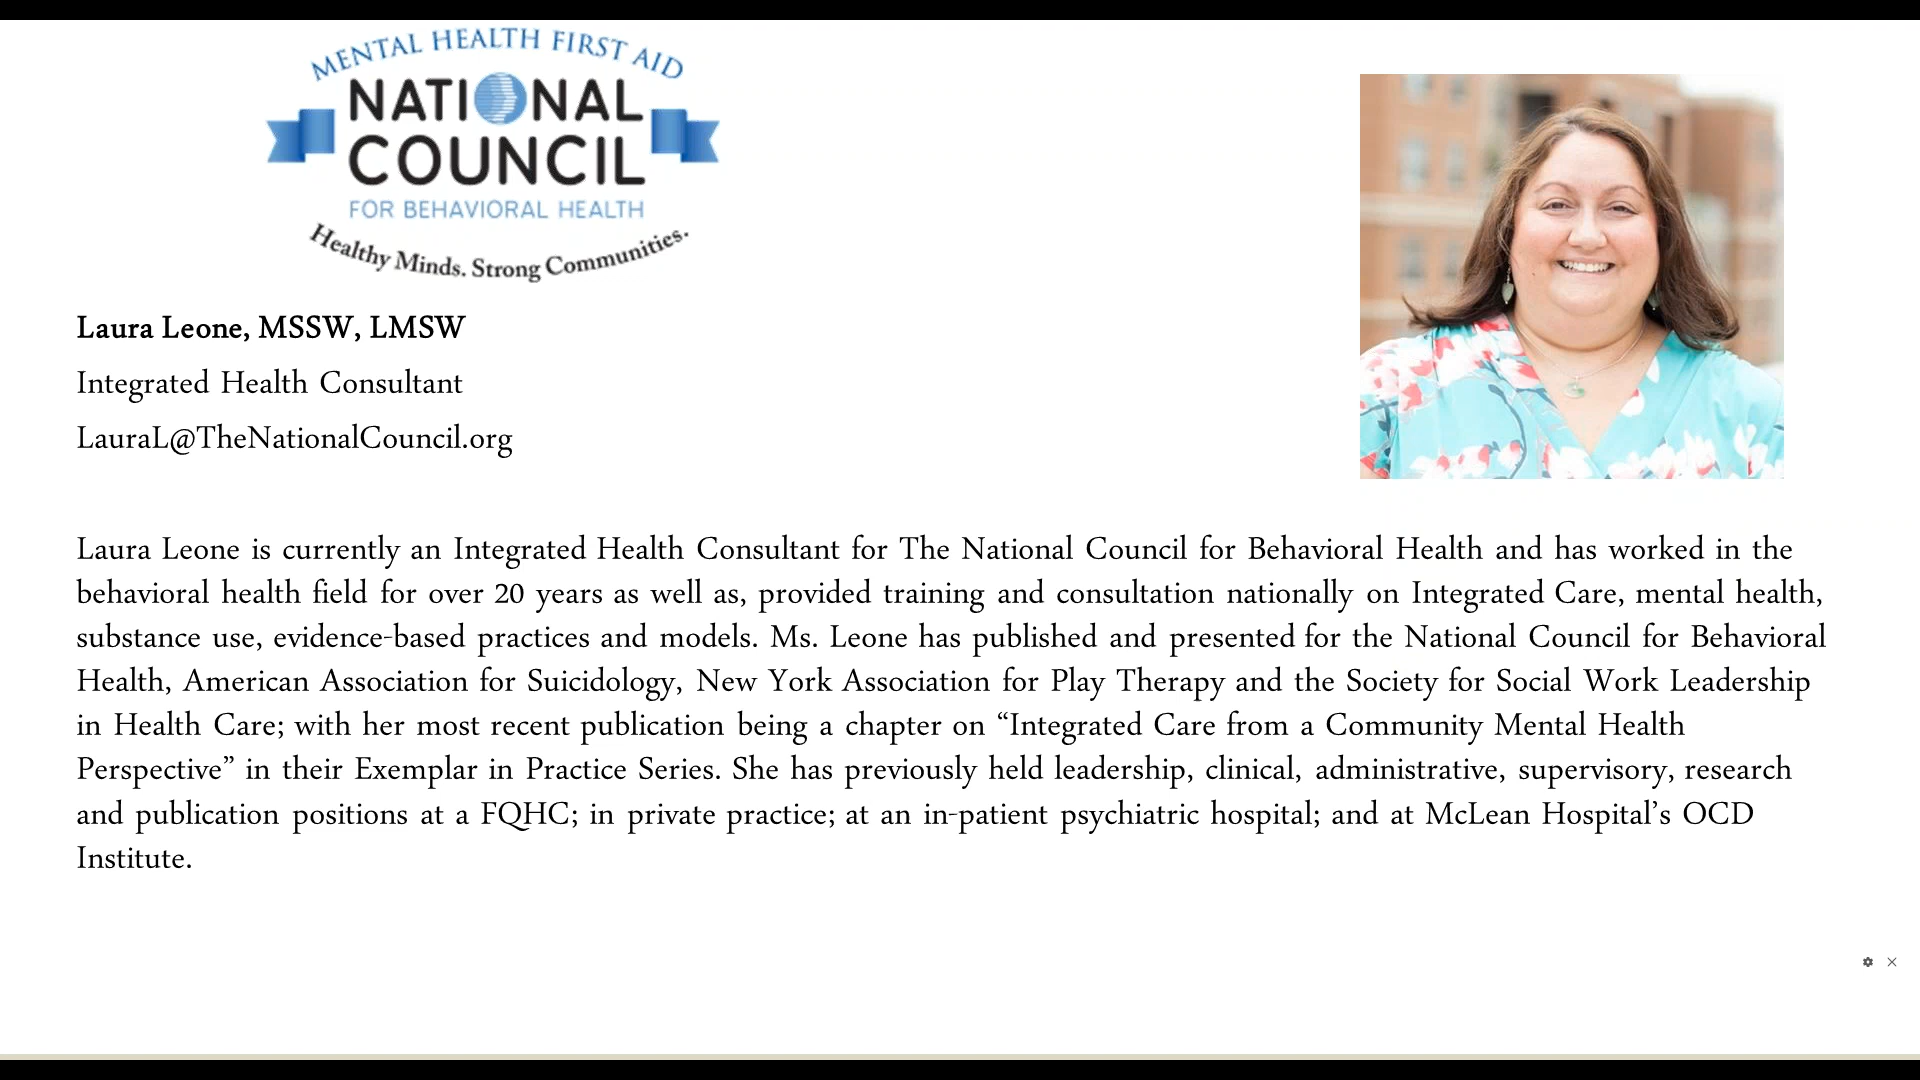 MENTAL HEALTH FIRST AID
NATIONAL
COUNCIL
FOR BEHAVIORAL HEALTH
Healthy Minds. Strong Communities.
Laura Leone, MSSW, LMSW
Integrated Health Consultant
LauraL@TheNationalCouncil.org
Laura Leone is currently an Integrated Health Consultant for The National Council for Behavioral Health and has worked in the
behavioral health field for over 20 years as well as, provided training and consultation nationally on Integrated Care, mental health,
substance use, evidence-based practices and models. Ms. Leone has published and presented for the National Council for Behavioral
Health, American Association for Suicidology, New York Association for Play Therapy and the Society for Social Work Leadership
in Health Care; with her most recent publication being a chapter on “Integrated Care from a Community Mental Health
Perspective” in their Exemplar in Practice Series. She has previously held leadership, clinical, administrative, supervisory, research
and publication positions at a FQHC; in private practice; at an in-patient psychiatric hospital; and at McLean Hospital’s OCD
Institute.